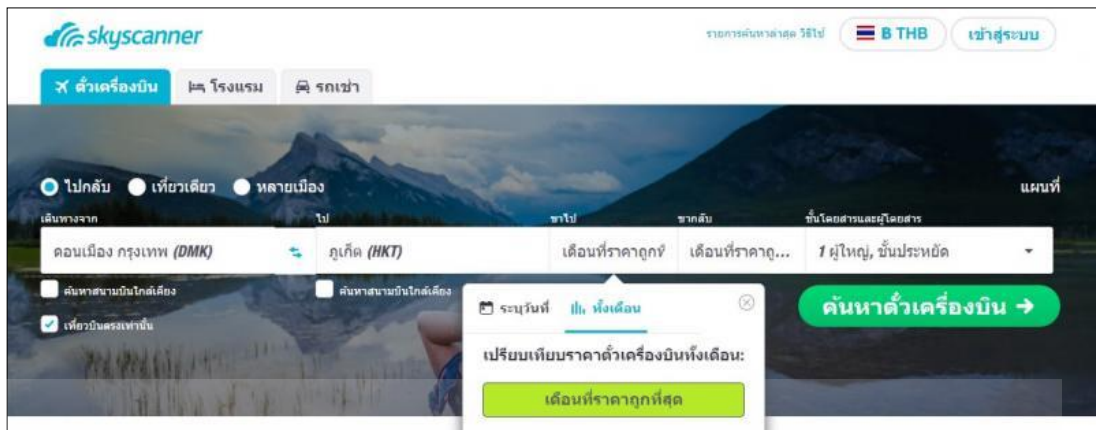 skyscanner
รายการค้นหาล่าสุด วิธีใช้
฿ THB
เข้าสู่ระบบ
ตั๋วเครื่องบิน
โรงแรม
รถเช่า
ไปกลับ เที่ยวเดียว หลายเมือง
แผนที่
เดินทางจาก ไป ขาไป ขากลับ ชั้นโดยสารและผู้โดยสาร
ดอนเมือง กรุงเทพ (DMK) ภูเก็ต (HKT) เดือนที่ราคาถูกที เดือนที่ราคาถู... 1 ผู้ใหญ่, ชั้นประหยัด
ค้นหาสนามบินใกล้เคียง ค้นหาสนามบินใกล้เคียง
เที่ยวบินตรงเท่านั้น
ระบุวันที่ ทั้งเดือน
ค้นหาตั๋วเครื่องบิน →
เปรียบเทียบราคาตั๋วเครื่องบินทั้งเดือน:
เดือนที่ราคาถูกที่สุด